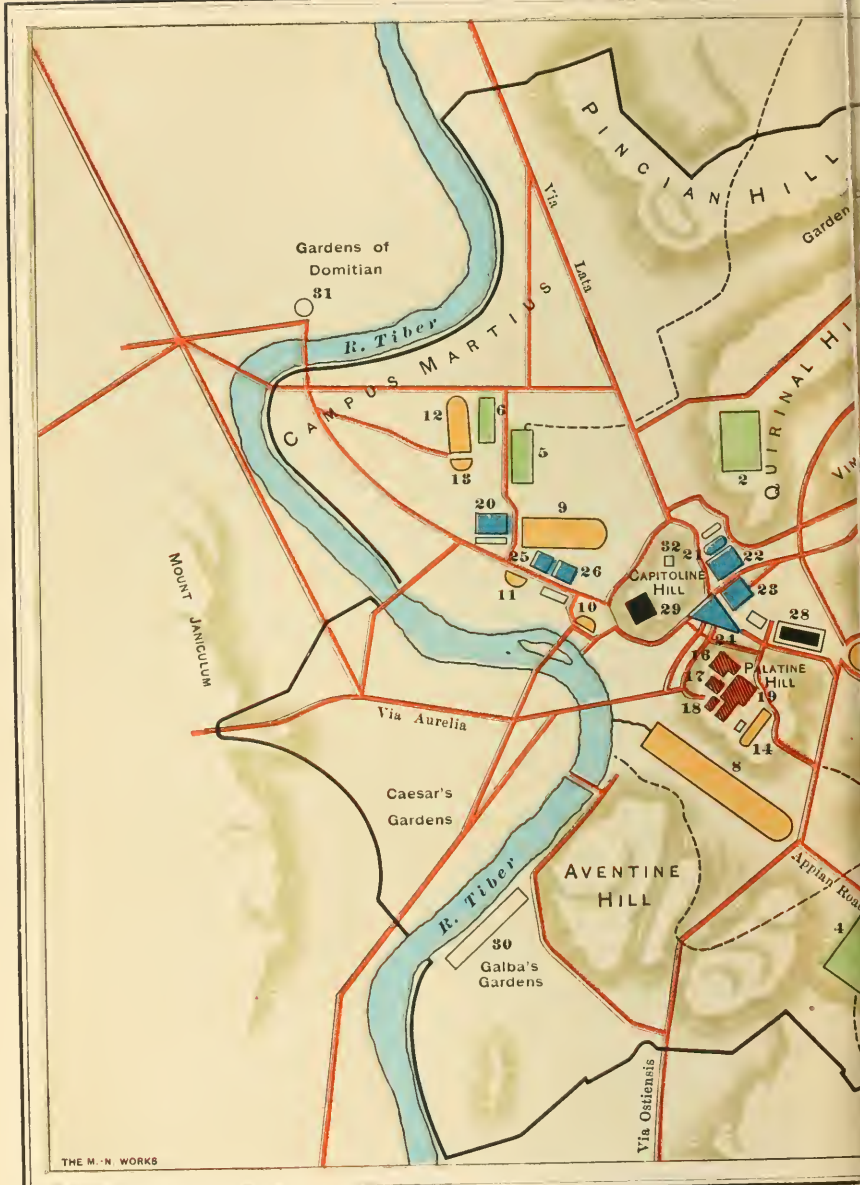 PINCIAN HILL
Garden
Via Lata
Gardens of
Domitian
31
R. Tiber
CAMPUS MARTIUS
12
6
5
13
2
QUIRINAL HI
VIM
20
9
25
26
11
10
32
21
22
CAPITOLINE
HILL
29
23
24
28
MOUNT JANICULUM
16
PALATINE
HILL
17
18
19
14
8
Via Aurelia
Caesar's
Gardens
R. Tiber
AVENTINE
HILL
Appian Road
4
30
Galba's
Gardens
Via Ostiensis
THE M.-N. WORKS